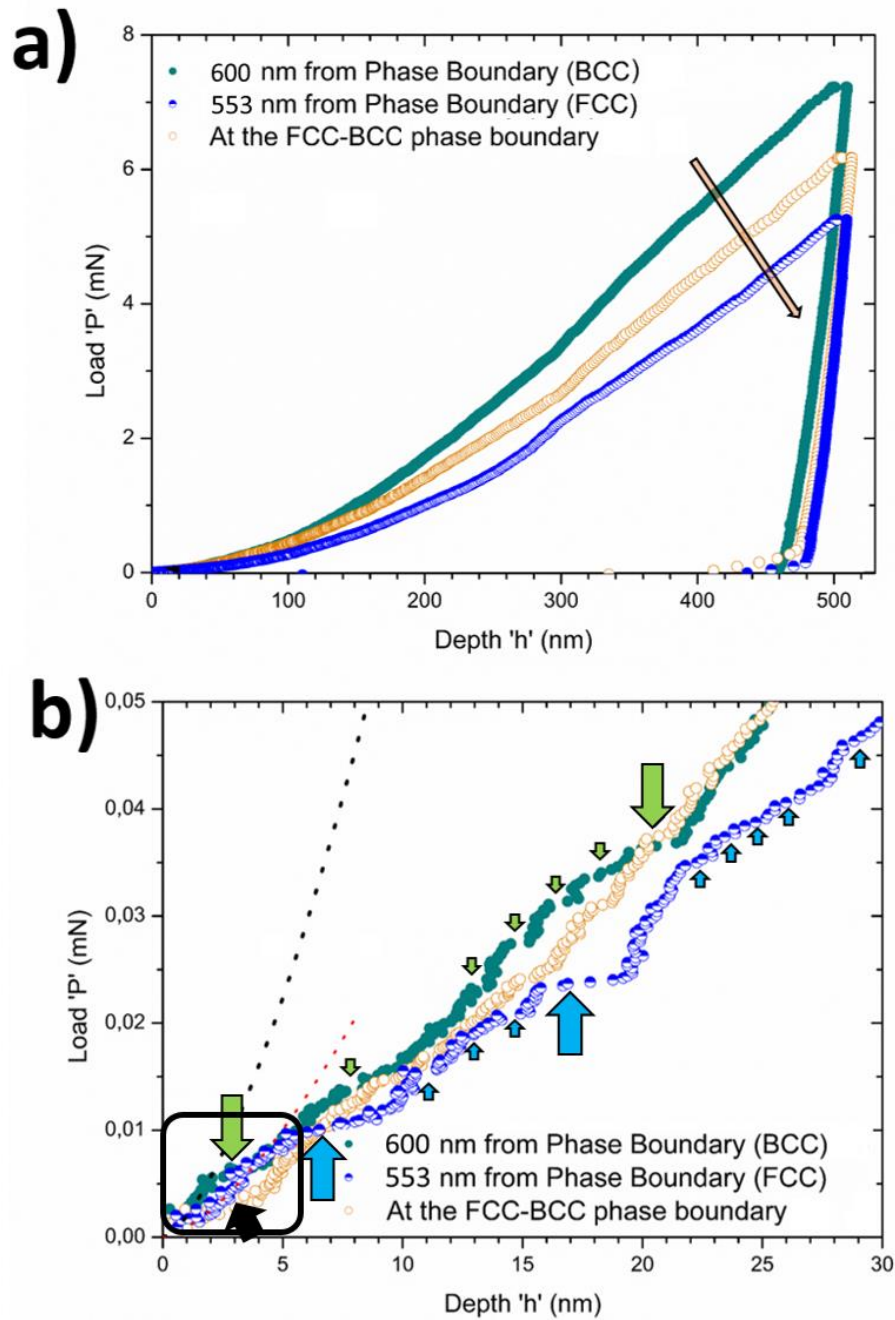 a)
8
600 nm from Phase Boundary (BCC)
553 nm from Phase Boundary (FCC)
At the FCC-BCC phase boundary
6
4
2
0
Load 'P' (mN)
0 100 200 300 400 500
Depth 'h' (nm)
b)
0,05
0,04
0,03
0,02
0,01
0,00
Load 'P' (mN)
600 nm from Phase Boundary (BCC)
553 nm from Phase Boundary (FCC)
At the FCC-BCC phase boundary
0 5 10 15 20 25 30
Depth 'h' (nm)